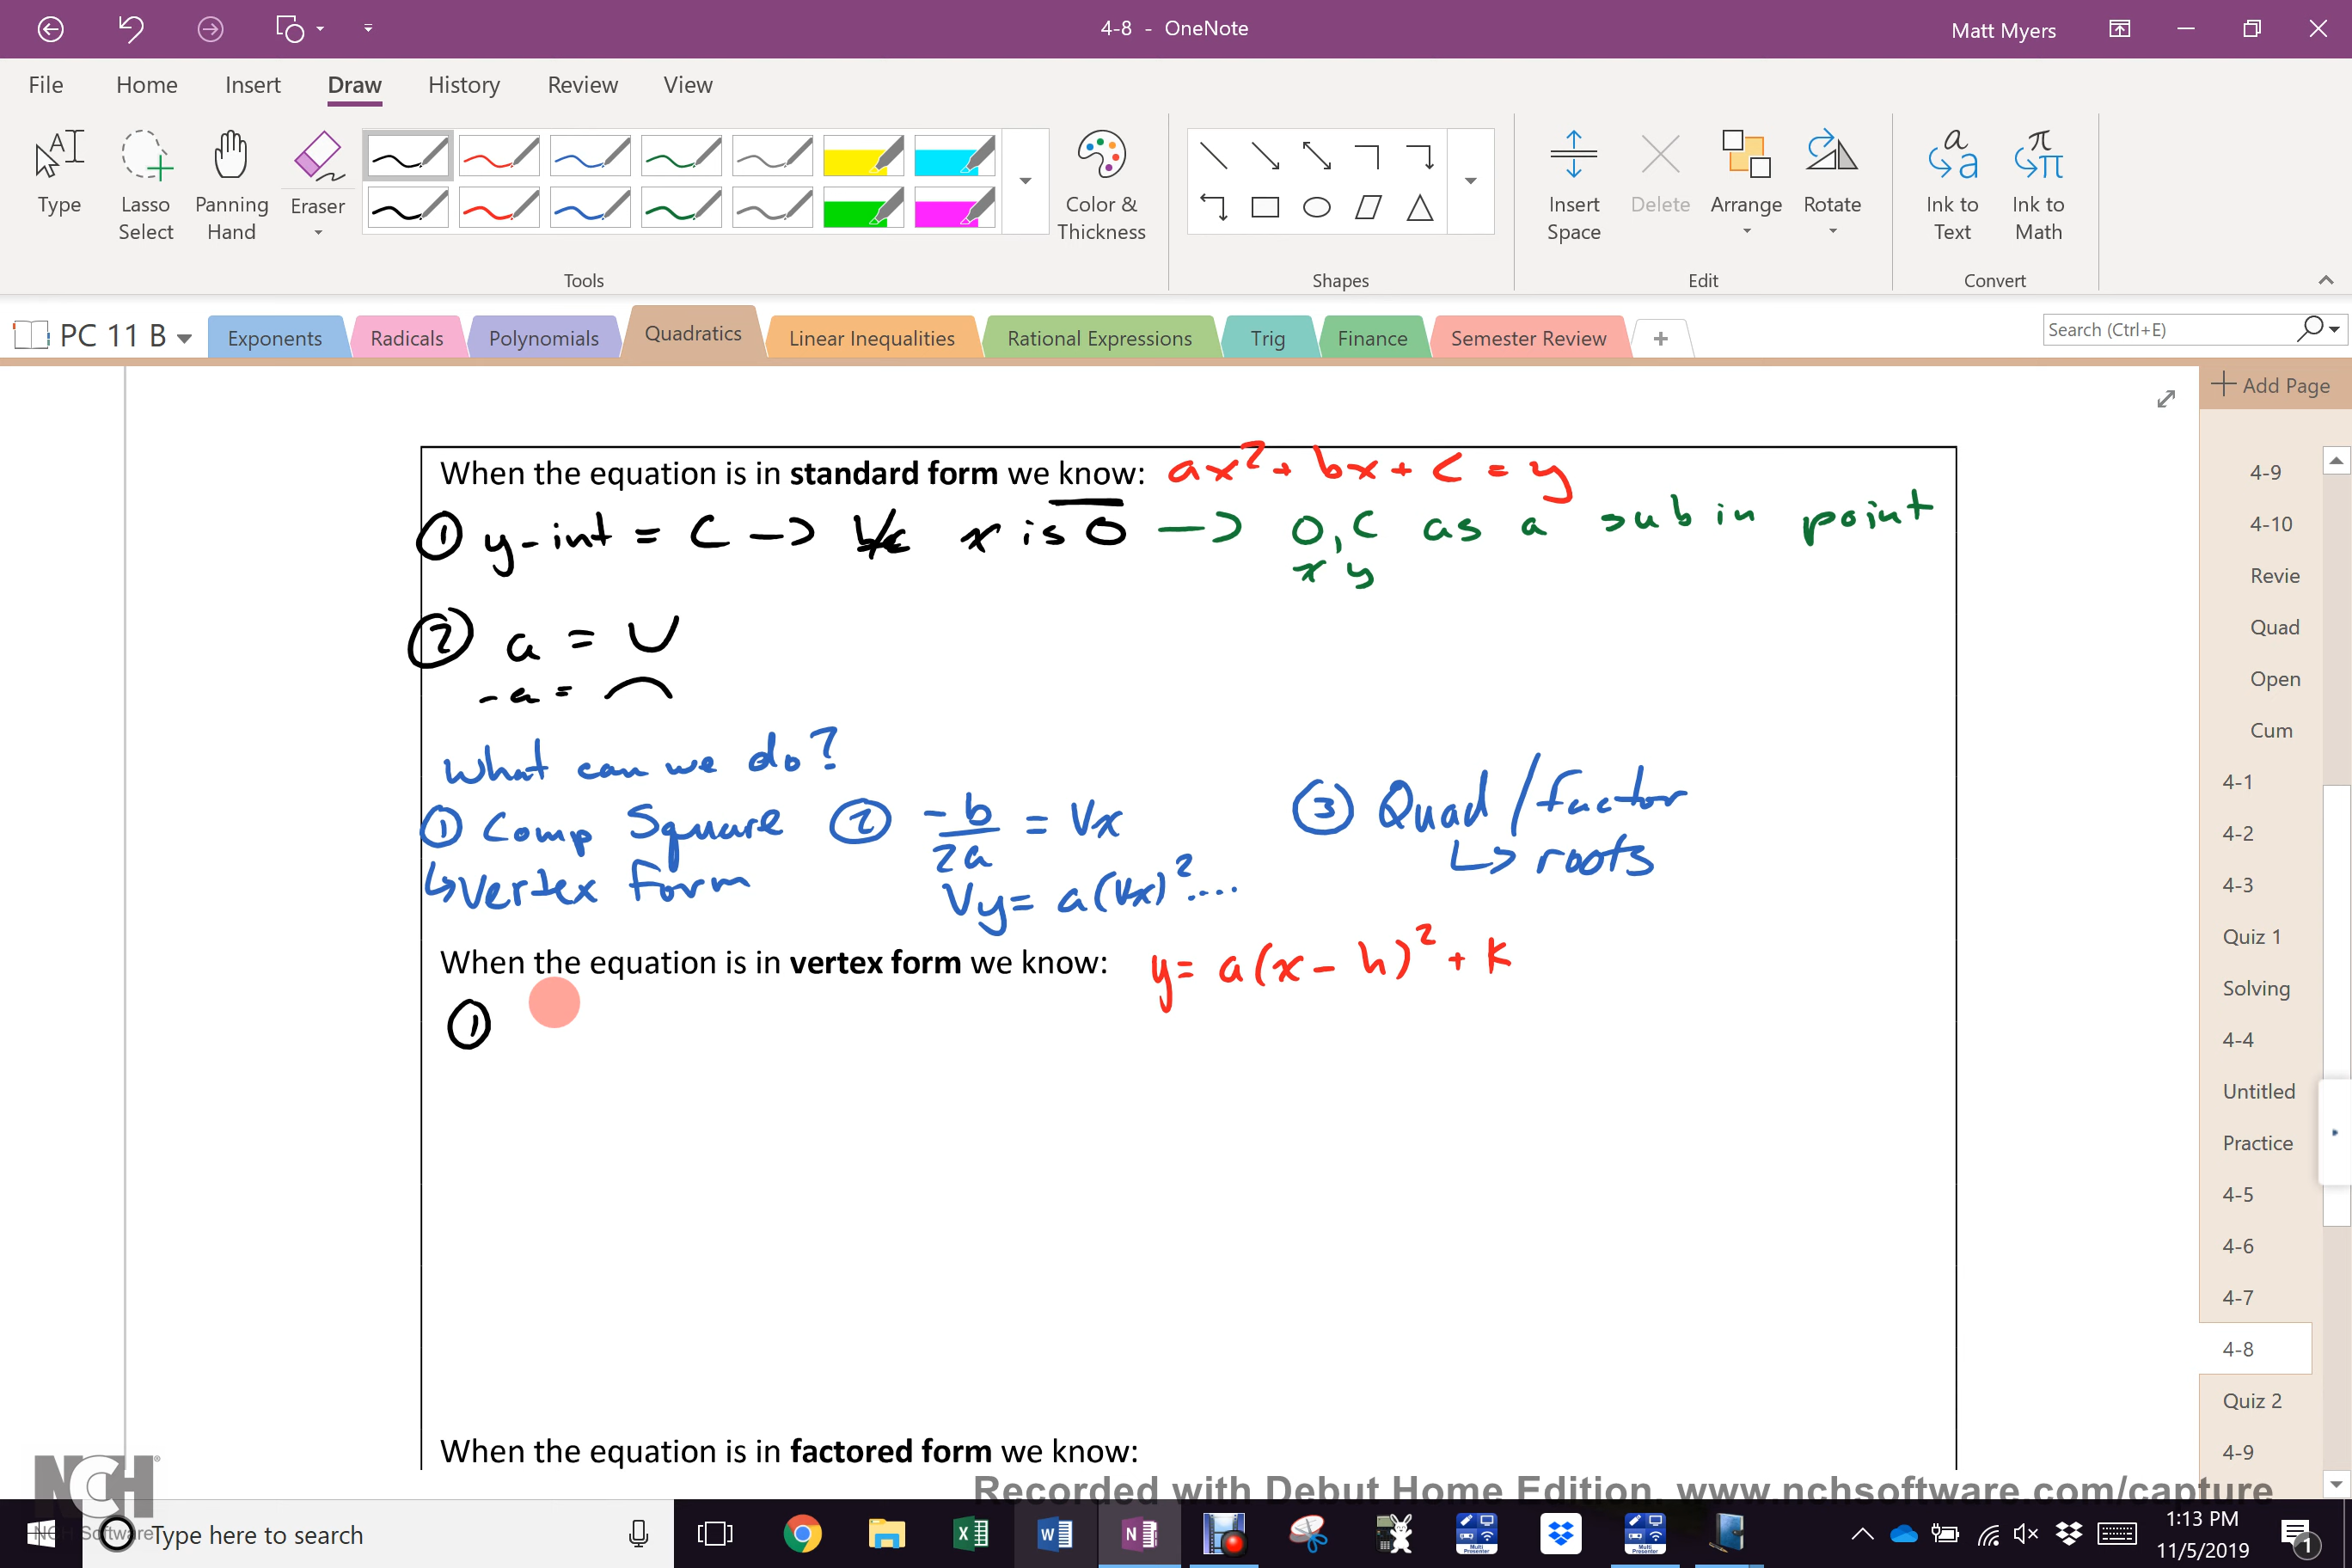 4-8 - OneNote
Matt Myers
File Home Insert Draw History Review View
Type
Lasso Select
Panning Hand
Eraser
Color & Thickness
Insert Space
Delete
Arrange
Rotate
Ink to Text
Ink to Math
Tools
Shapes
Edit
Convert
PC 11 B
Exponents Radicals Polynomials Quadratics Linear Inequalities Rational Expressions Trig Finance Semester Review +
Search (Ctrl+E)
Add Page
4-9
4-10
Revie
Quad
Open
Cum
4-1
4-2
4-3
Quiz 1
Solving
4-4
Untitled
Practice
4-5
4-6
4-7
4-8
Quiz 2
4-9
When the equation is in standard form we know: ax² + bx + c = y
① y-int = C → x is 0 → 0, C as a sub in point
x y
② a = ∪
-a = ⌒
What can we do?
① Comp Square ② -b/2a = Vx ③ Quad/factor
↳ Vertex Form Vy = a(Vx)² .... ↳ roots
When the equation is in vertex form we know: y = a(x - h)² + k
①
When the equation is in factored form we know:
NCH®
NCH Software
Recorded with Debut Home Edition. www.nchsoftware.com/capture
Type here to search
1:13 PM
11/5/2019
1